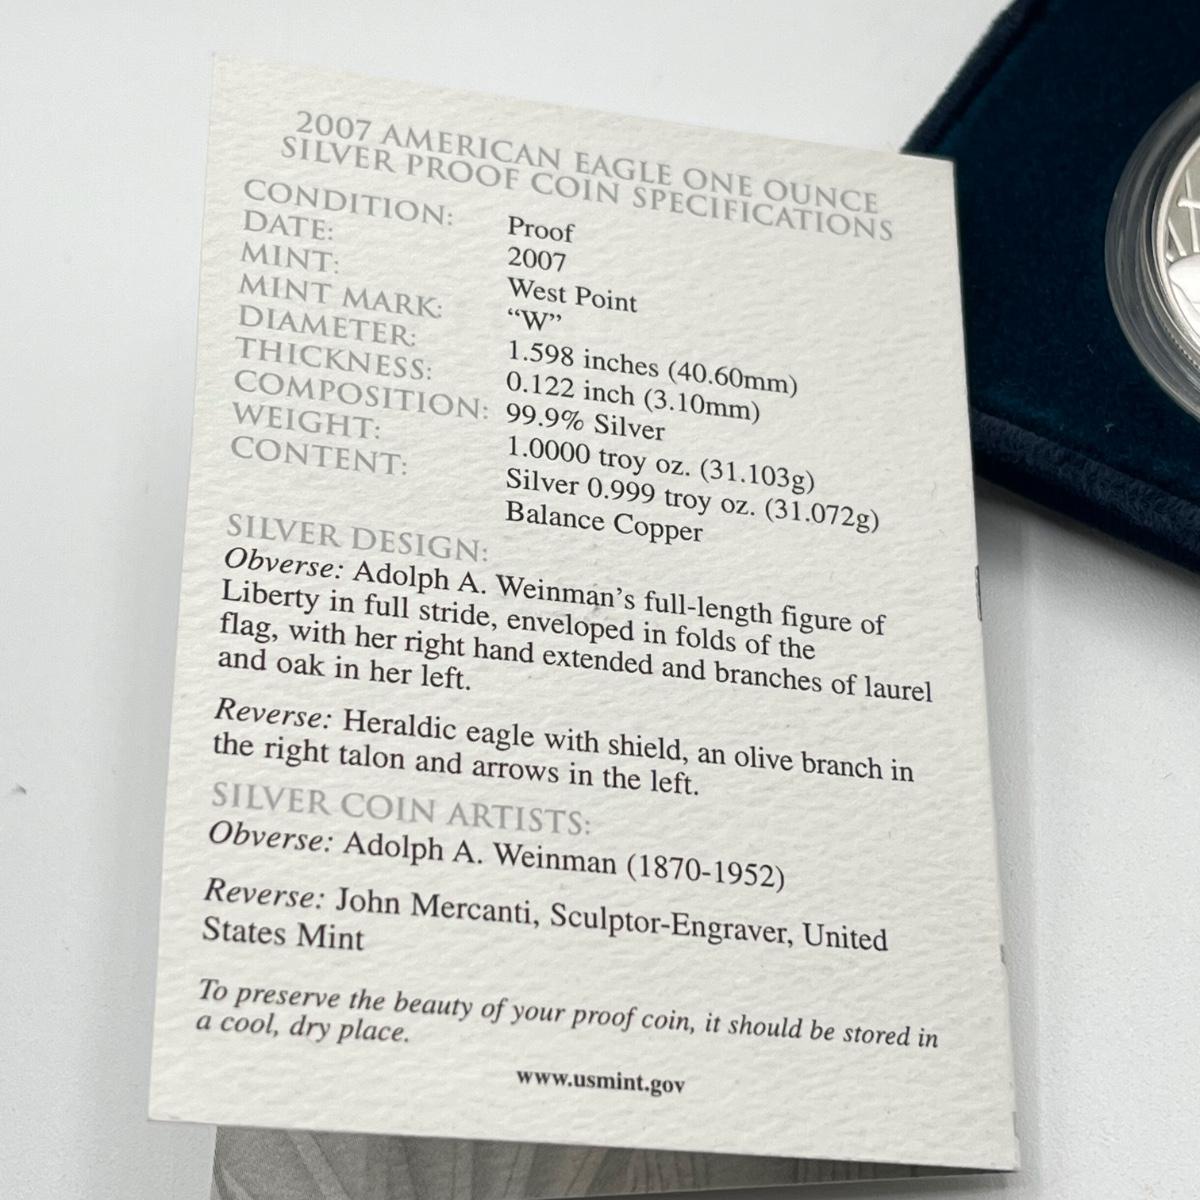 2007 AMERICAN EAGLE ONE OUNCE
SILVER PROOF COIN SPECIFICATIONS
CONDITION: Proof
DATE: 2007
MINT: West Point
MINT MARK: “W”
DIAMETER: 1.598 inches (40.60mm)
THICKNESS: 0.122 inch (3.10mm)
COMPOSITION: 99.9% Silver
WEIGHT: 1.0000 troy oz. (31.103g)
CONTENT: Silver 0.999 troy oz. (31.072g)
Balance Copper
SILVER DESIGN:
Obverse: Adolph A. Weinman’s full-length figure of
Liberty in full stride, enveloped in folds of the
flag, with her right hand extended and branches of laurel
and oak in her left.
Reverse: Heraldic eagle with shield, an olive branch in
the right talon and arrows in the left.
SILVER COIN ARTISTS:
Obverse: Adolph A. Weinman (1870-1952)
Reverse: John Mercanti, Sculptor-Engraver, United
States Mint
To preserve the beauty of your proof coin, it should be stored in
a cool, dry place.
www.usmint.gov